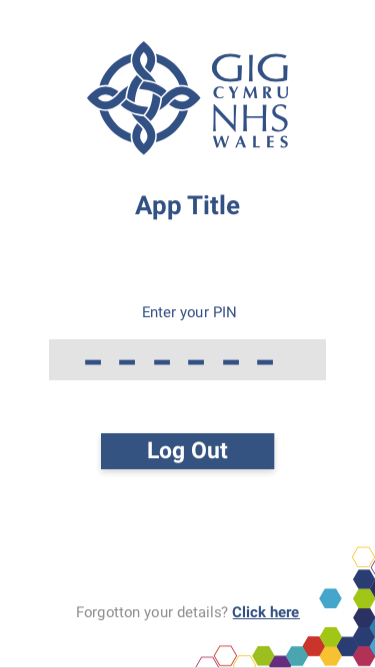 GIG
CYMRU
NHS
WALES
App Title
Enter your PIN
Log Out
Forgotton your details? Click here